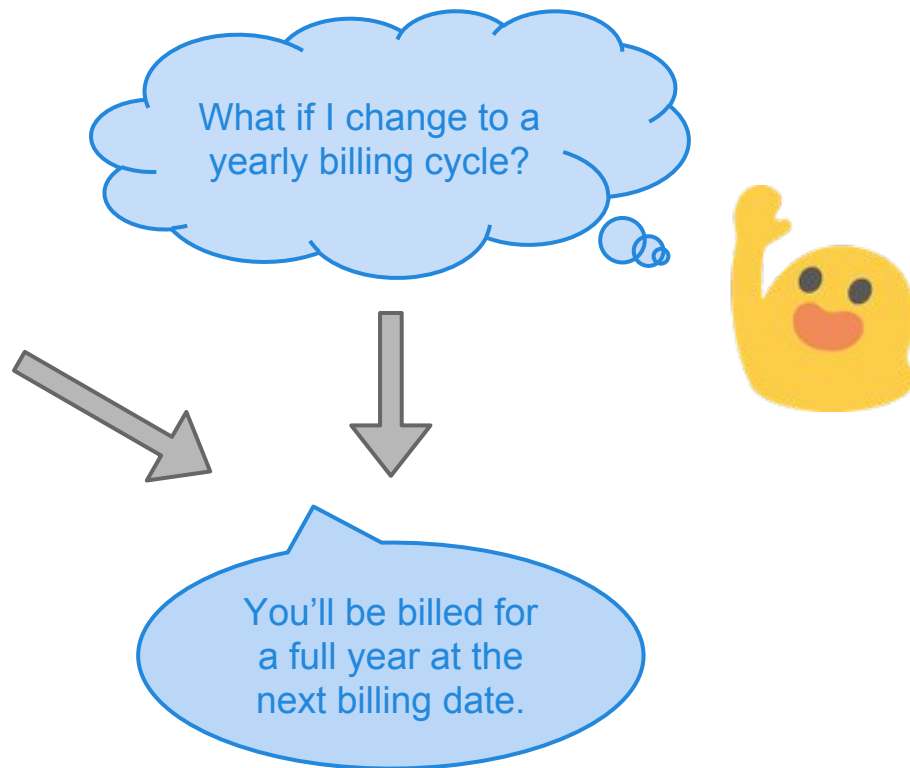 What if I change to a
yearly billing cycle?
You’ll be billed for
a full year at the
next billing date.